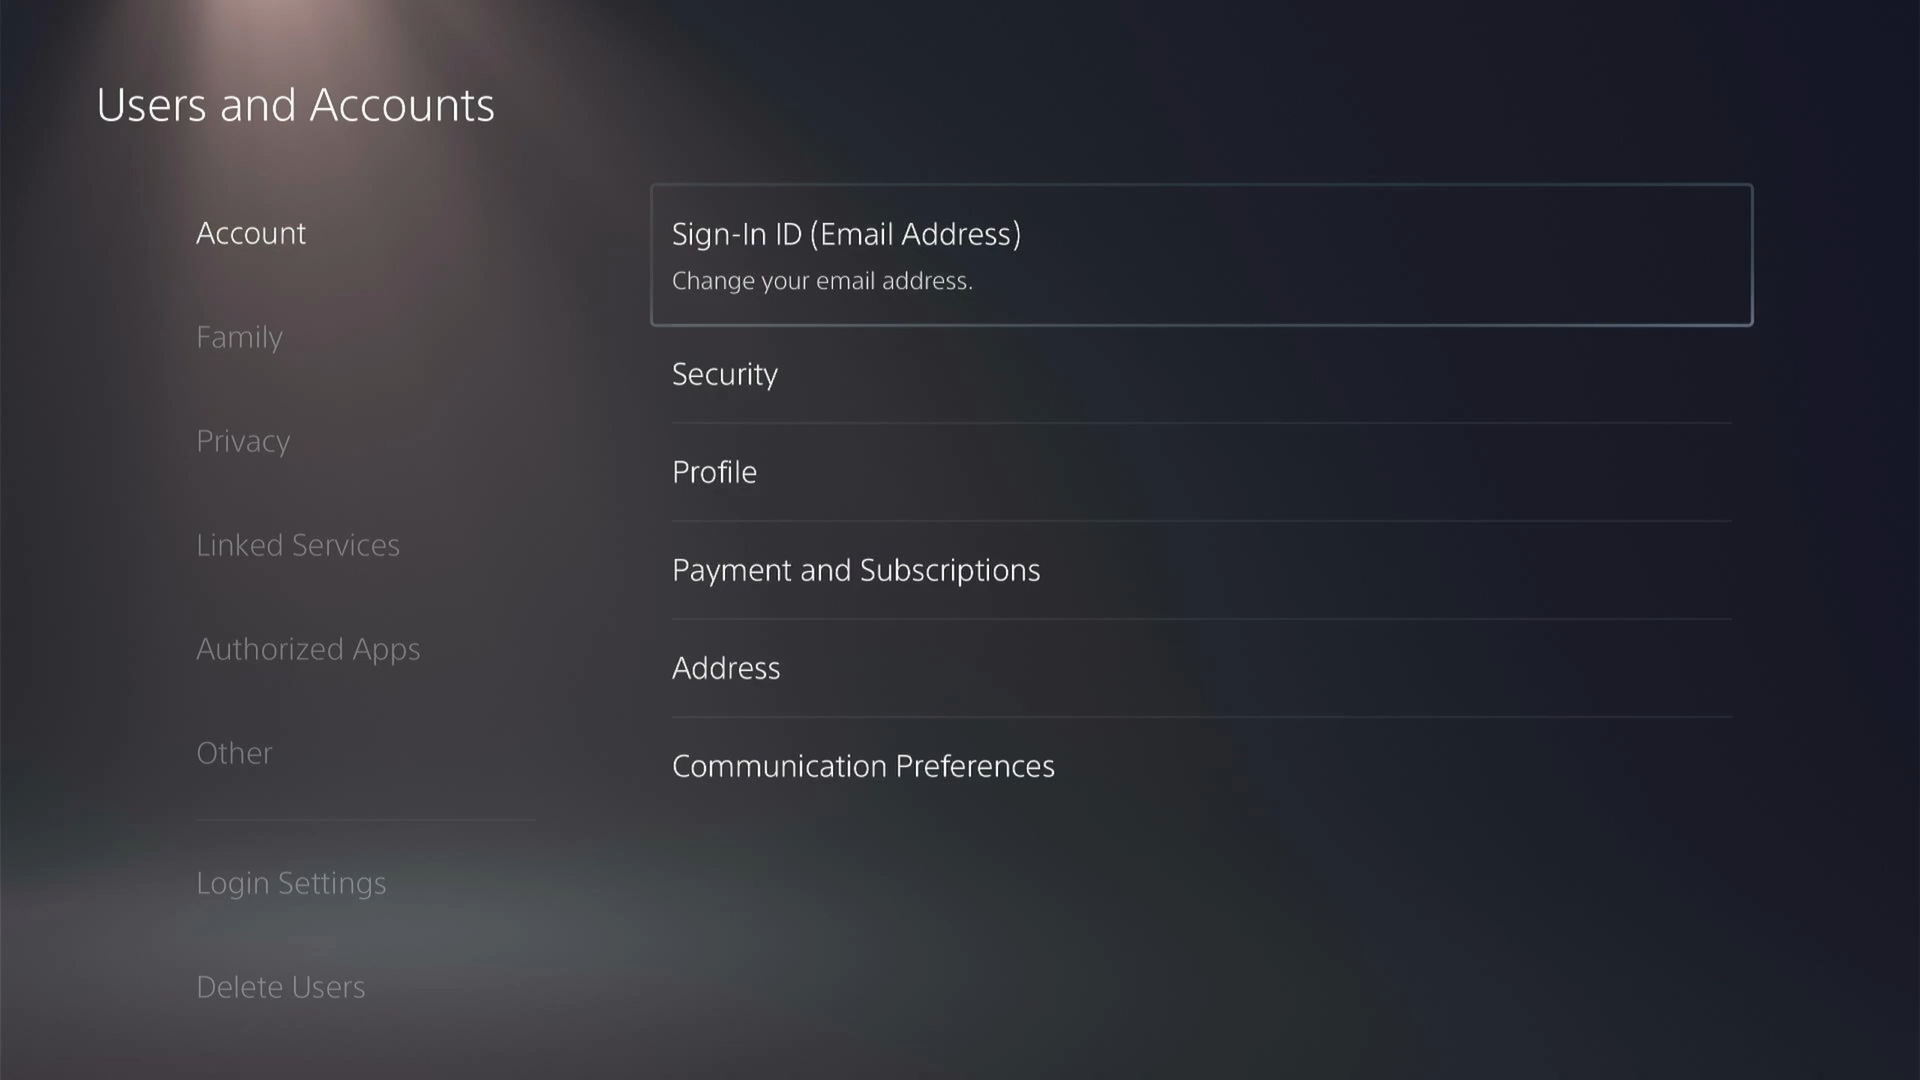 Users and Accounts
Account
Family
Privacy
Linked Services
Authorized Apps
Other
Login Settings
Delete Users
Sign-In ID (Email Address)
Change your email address.
Security
Profile
Payment and Subscriptions
Address
Communication Preferences